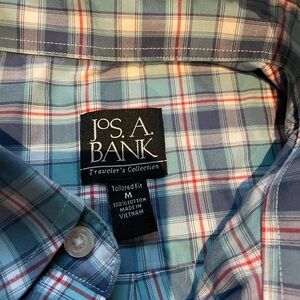 JOS. A.
BANK
Traveler's Collection
Tailored fit
M
100% COTTON
MADE IN
VIETNAM